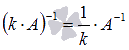 (k · A)⁻¹ = 1/k · A⁻¹